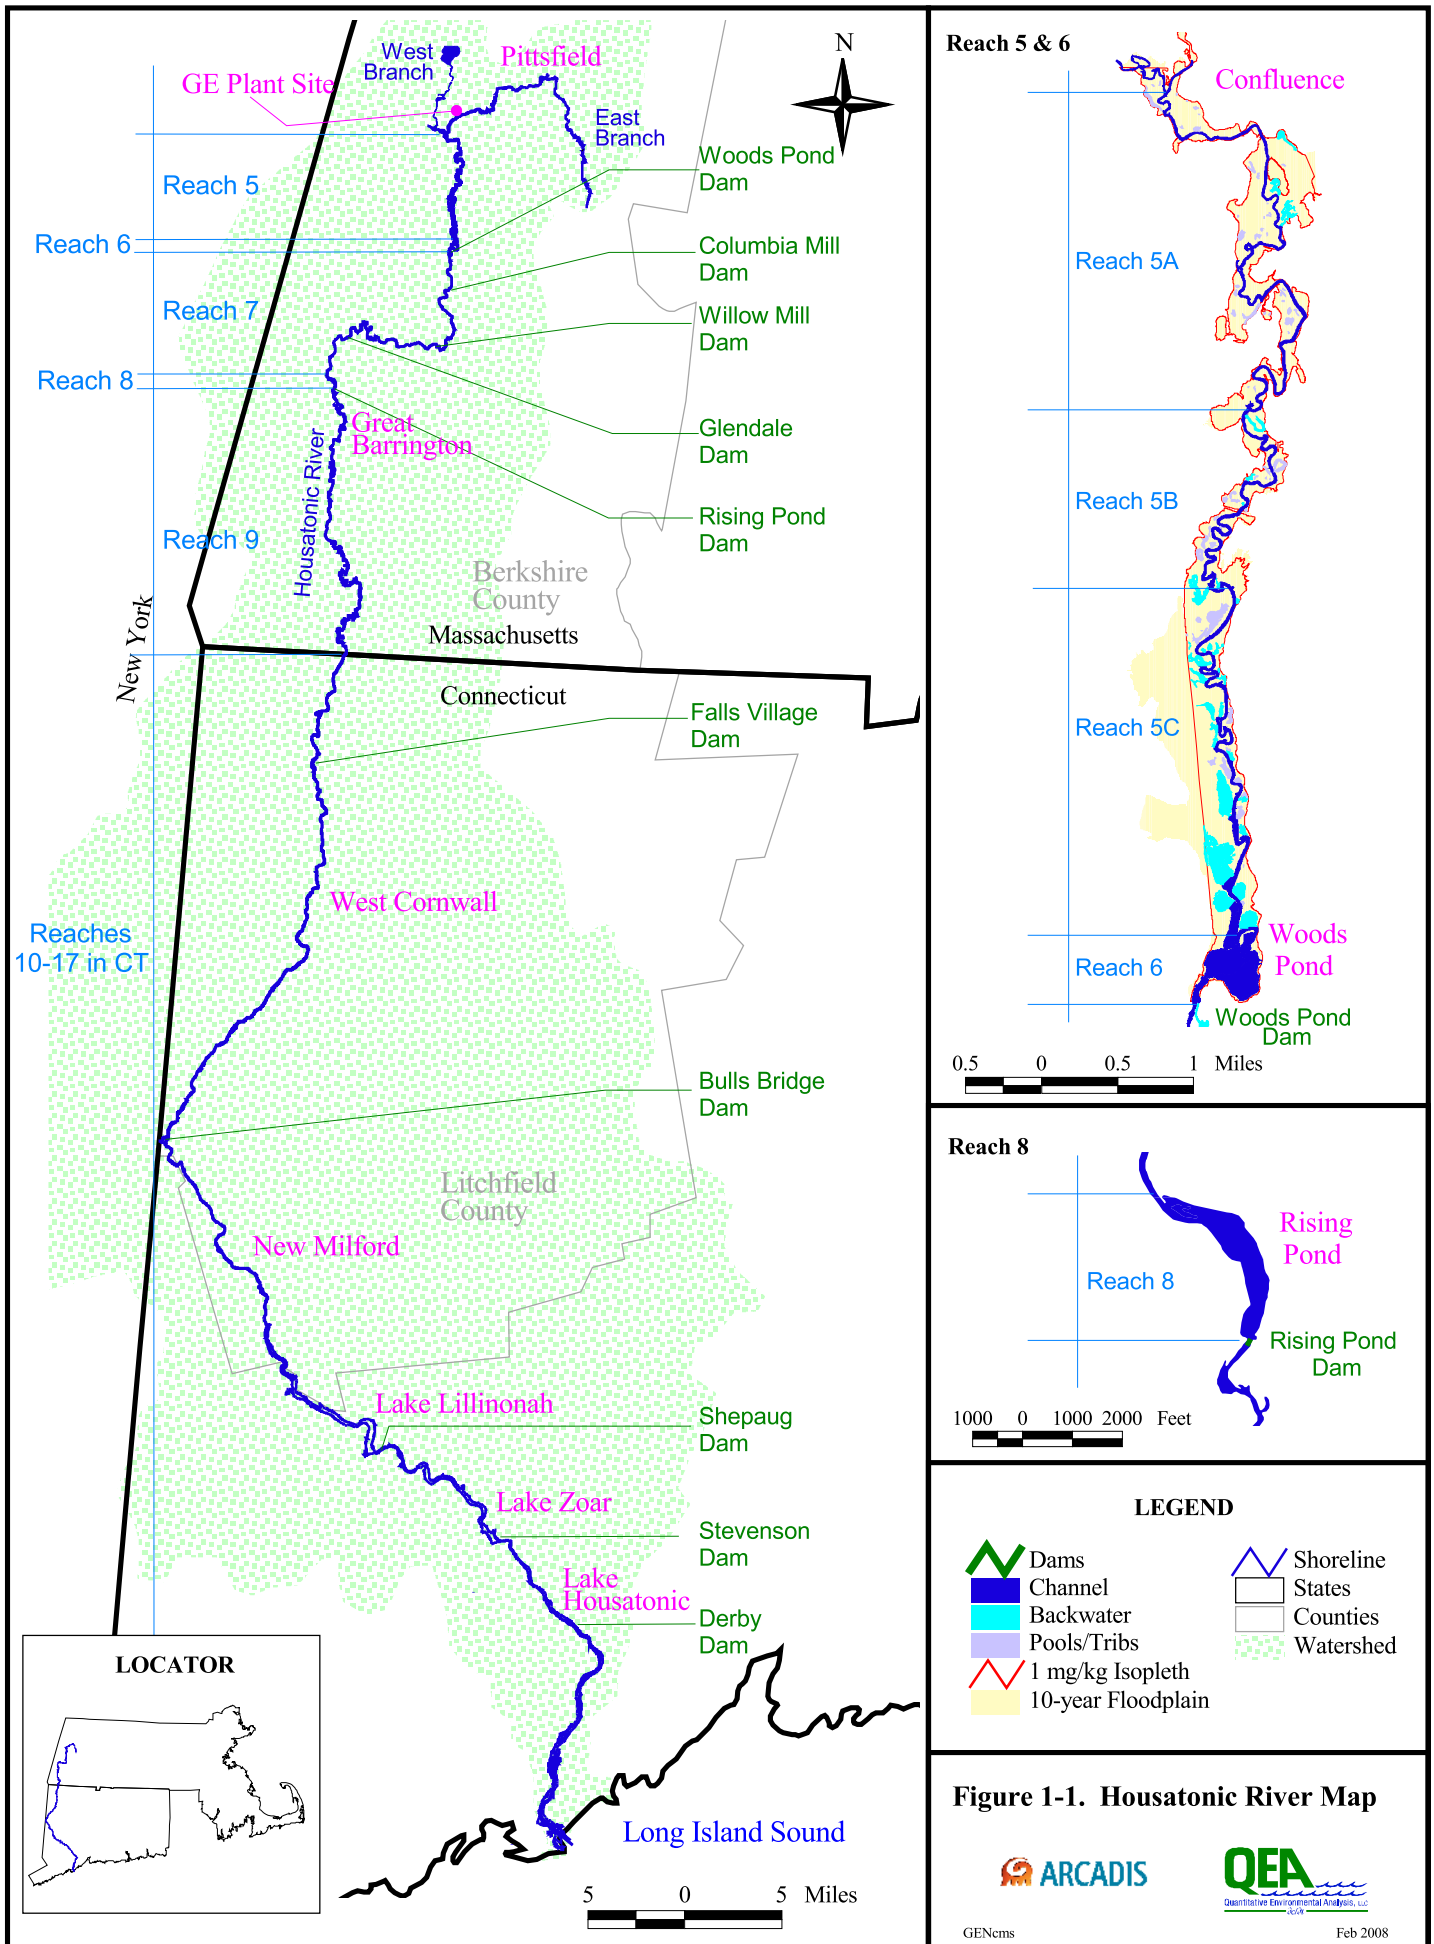 West
Branch
Pittsfield
GE Plant Site
N
East
Branch
Reach 5
Woods Pond
Dam
Reach 6
Columbia Mill
Dam
Reach 7
Willow Mill
Dam
Reach 8
Great
Barrington
Glendale
Dam
Housatonic River
Rising Pond
Dam
Reach 9
Berkshire
County
New York
Massachusetts
Connecticut
Falls Village
Dam
West Cornwall
Reaches
10-17 in CT
Bulls Bridge
Dam
Litchfield
County
New Milford
Lake Lillinonah
Shepaug
Dam
Lake Zoar
Stevenson
Dam
Lake
Housatonic
Derby
Dam
LOCATOR
Long Island Sound
5 0 5 Miles
Reach 5 & 6
Confluence
Reach 5A
Reach 5B
Reach 5C
Woods
Pond
Reach 6
Woods Pond
Dam
0.5 0 0.5 1 Miles
Reach 8
Rising
Pond
Reach 8
Rising Pond
Dam
1000 0 1000 2000 Feet
LEGEND
Dams
Channel
Backwater
Pools/Tribs
1 mg/kg Isopleth
10-year Floodplain
Shoreline
States
Counties
Watershed
Figure 1-1. Housatonic River Map
ARCADIS
QEA
Quantitative Environmental Analysis, LLC
GENcms
Feb 2008